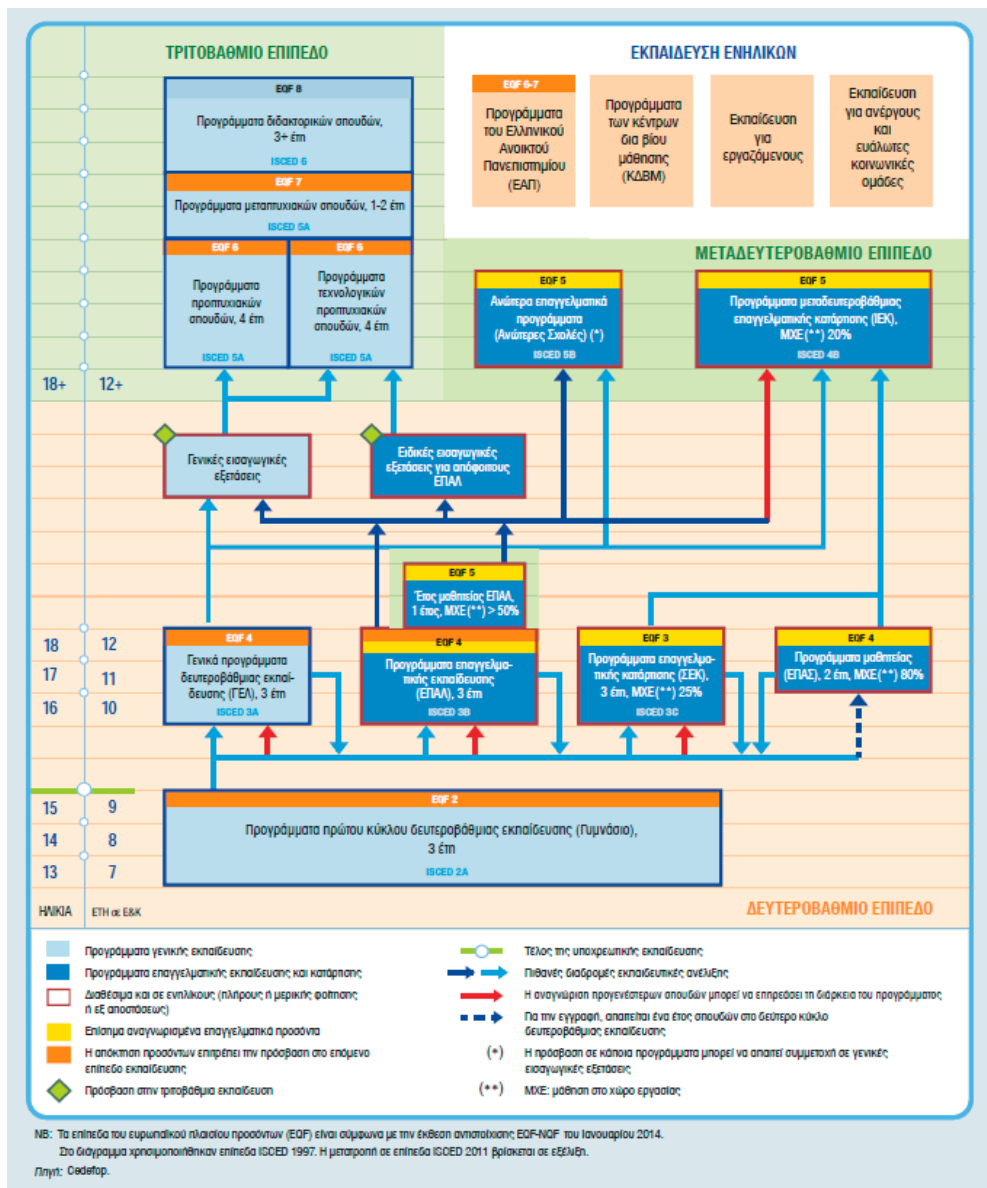 ΤΡΙΤΟΒΑΘΜΙΟ ΕΠΙΠΕΔΟ
ΕΚΠΑΙΔΕΥΣΗ ΕΝΗΛΙΚΩΝ
EQF 8
Προγράμματα διδακτορικών σπουδών,
3+ έτη
ISCED 6
EQF 7
Προγράμματα μεταπτυχιακών σπουδών, 1-2 έτη
ISCED 5A
EQF 6
Προγράμματα
προπτυχιακών
σπουδών, 4 έτη
ISCED 5A
EQF 6
Προγράμματα
τεχνολογικών
προπτυχιακών
σπουδών, 4 έτη
ISCED 5A
EQF 6-7
Προγράμματα
του Ελληνικού
Ανοικτού
Πανεπιστημίου
(ΕΑΠ)
Προγράμματα
των κέντρων
δια βίου
μάθησης
(ΚΔΒΜ)
Εκπαίδευση
για
εργαζόμενους
Εκπαίδευση
για ανέργους
και
ευάλωτες
κοινωνικές
ομάδες
ΜΕΤΑΔΕΥΤΕΡΟΒΑΘΜΙΟ ΕΠΙΠΕΔΟ
EQF 5
Ανώτερα επαγγελματικά
προγράμματα
(Ανώτερες Σχολές) (*)
ISCED 5B
EQF 5
Προγράμματα μεταδευτεροβάθμιας
επαγγελματικής κατάρτισης (ΙΕΚ),
ΜΧΕ(**) 20%
ISCED 4B
18+ 12+
Γενικές εισαγωγικές
εξετάσεις
Ειδικές εισαγωγικές
εξετάσεις για απόφοιτους
ΕΠΑΛ
EQF 5
Έτος μαθητείας ΕΠΑΛ,
1 έτος, ΜΧΕ(**) > 50%
18 12
17 11
16 10
EQF 4
Γενικά προγράμματα
δευτεροβάθμιας εκπαί-
δευσης (ΓΕΛ), 3 έτη
ISCED 3A
EQF 4
Προγράμματα επαγγελμα-
τικής εκπαίδευσης
(ΕΠΑΛ), 3 έτη
ISCED 3B
EQF 3
Προγράμματα επαγγελμα-
τικής κατάρτισης (ΣΕΚ),
3 έτη, ΜΧΕ(**) 25%
ISCED 3C
EQF 4
Προγράμματα μαθητείας
(ΕΠΑΣ), 2 έτη, ΜΧΕ(**) 80%
15 9
14 8
13 7
EQF 2
Προγράμματα πρώτου κύκλου δευτεροβάθμιας εκπαίδευσης (Γυμνάσιο),
3 έτη
ISCED 2A
ΗΛΙΚΙΑ ΕΤΗ σε Ε&Κ
ΔΕΥΤΕΡΟΒΑΘΜΙΟ ΕΠΙΠΕΔΟ
Προγράμματα γενικής εκπαίδευσης
Προγράμματα επαγγελματικής εκπαίδευσης και κατάρτισης
Διαθέσιμα και σε ενηλίκους (πλήρους ή μερικής φοίτησης
ή εξ αποστάσεως)
Επίσημα αναγνωρισμένα επαγγελματικά προσόντα
Η απόκτηση προσόντων επιτρέπει την πρόσβαση στο επόμενο
επίπεδο εκπαίδευσης
Πρόσβαση στην τριτοβάθμια εκπαίδευση
Τέλος της υποχρεωτικής εκπαίδευσης
Πιθανές διαδρομές εκπαιδευτικές ανέλιξης
Η αναγνώριση προγενέστερων σπουδών μπορεί να επηρεάσει τη διάρκεια του προγράμματος
Για την εγγραφή, απαιτείται ένα έτος σπουδών στο δεύτερο κύκλο
δευτεροβάθμιας εκπαίδευσης
(*) Η πρόσβαση σε κάποια προγράμματα μπορεί να απαιτεί συμμετοχή σε γενικές
εισαγωγικές εξετάσεις
(**) ΜΧΕ: μάθηση στο χώρο εργασίας
NB: Τα επίπεδα του ευρωπαϊκού πλαισίου προσόντων (EQF) είναι σύμφωνα με την έκθεση αντιστοίχισης EQF-NQF του Ιανουαρίου 2014.
Στο διάγραμμα χρησιμοποιήθηκαν επίπεδα ISCED 1997. Η μετατροπή σε επίπεδα ISCED 2011 βρίσκεται σε εξέλιξη.
Πηγή: Cedefop.